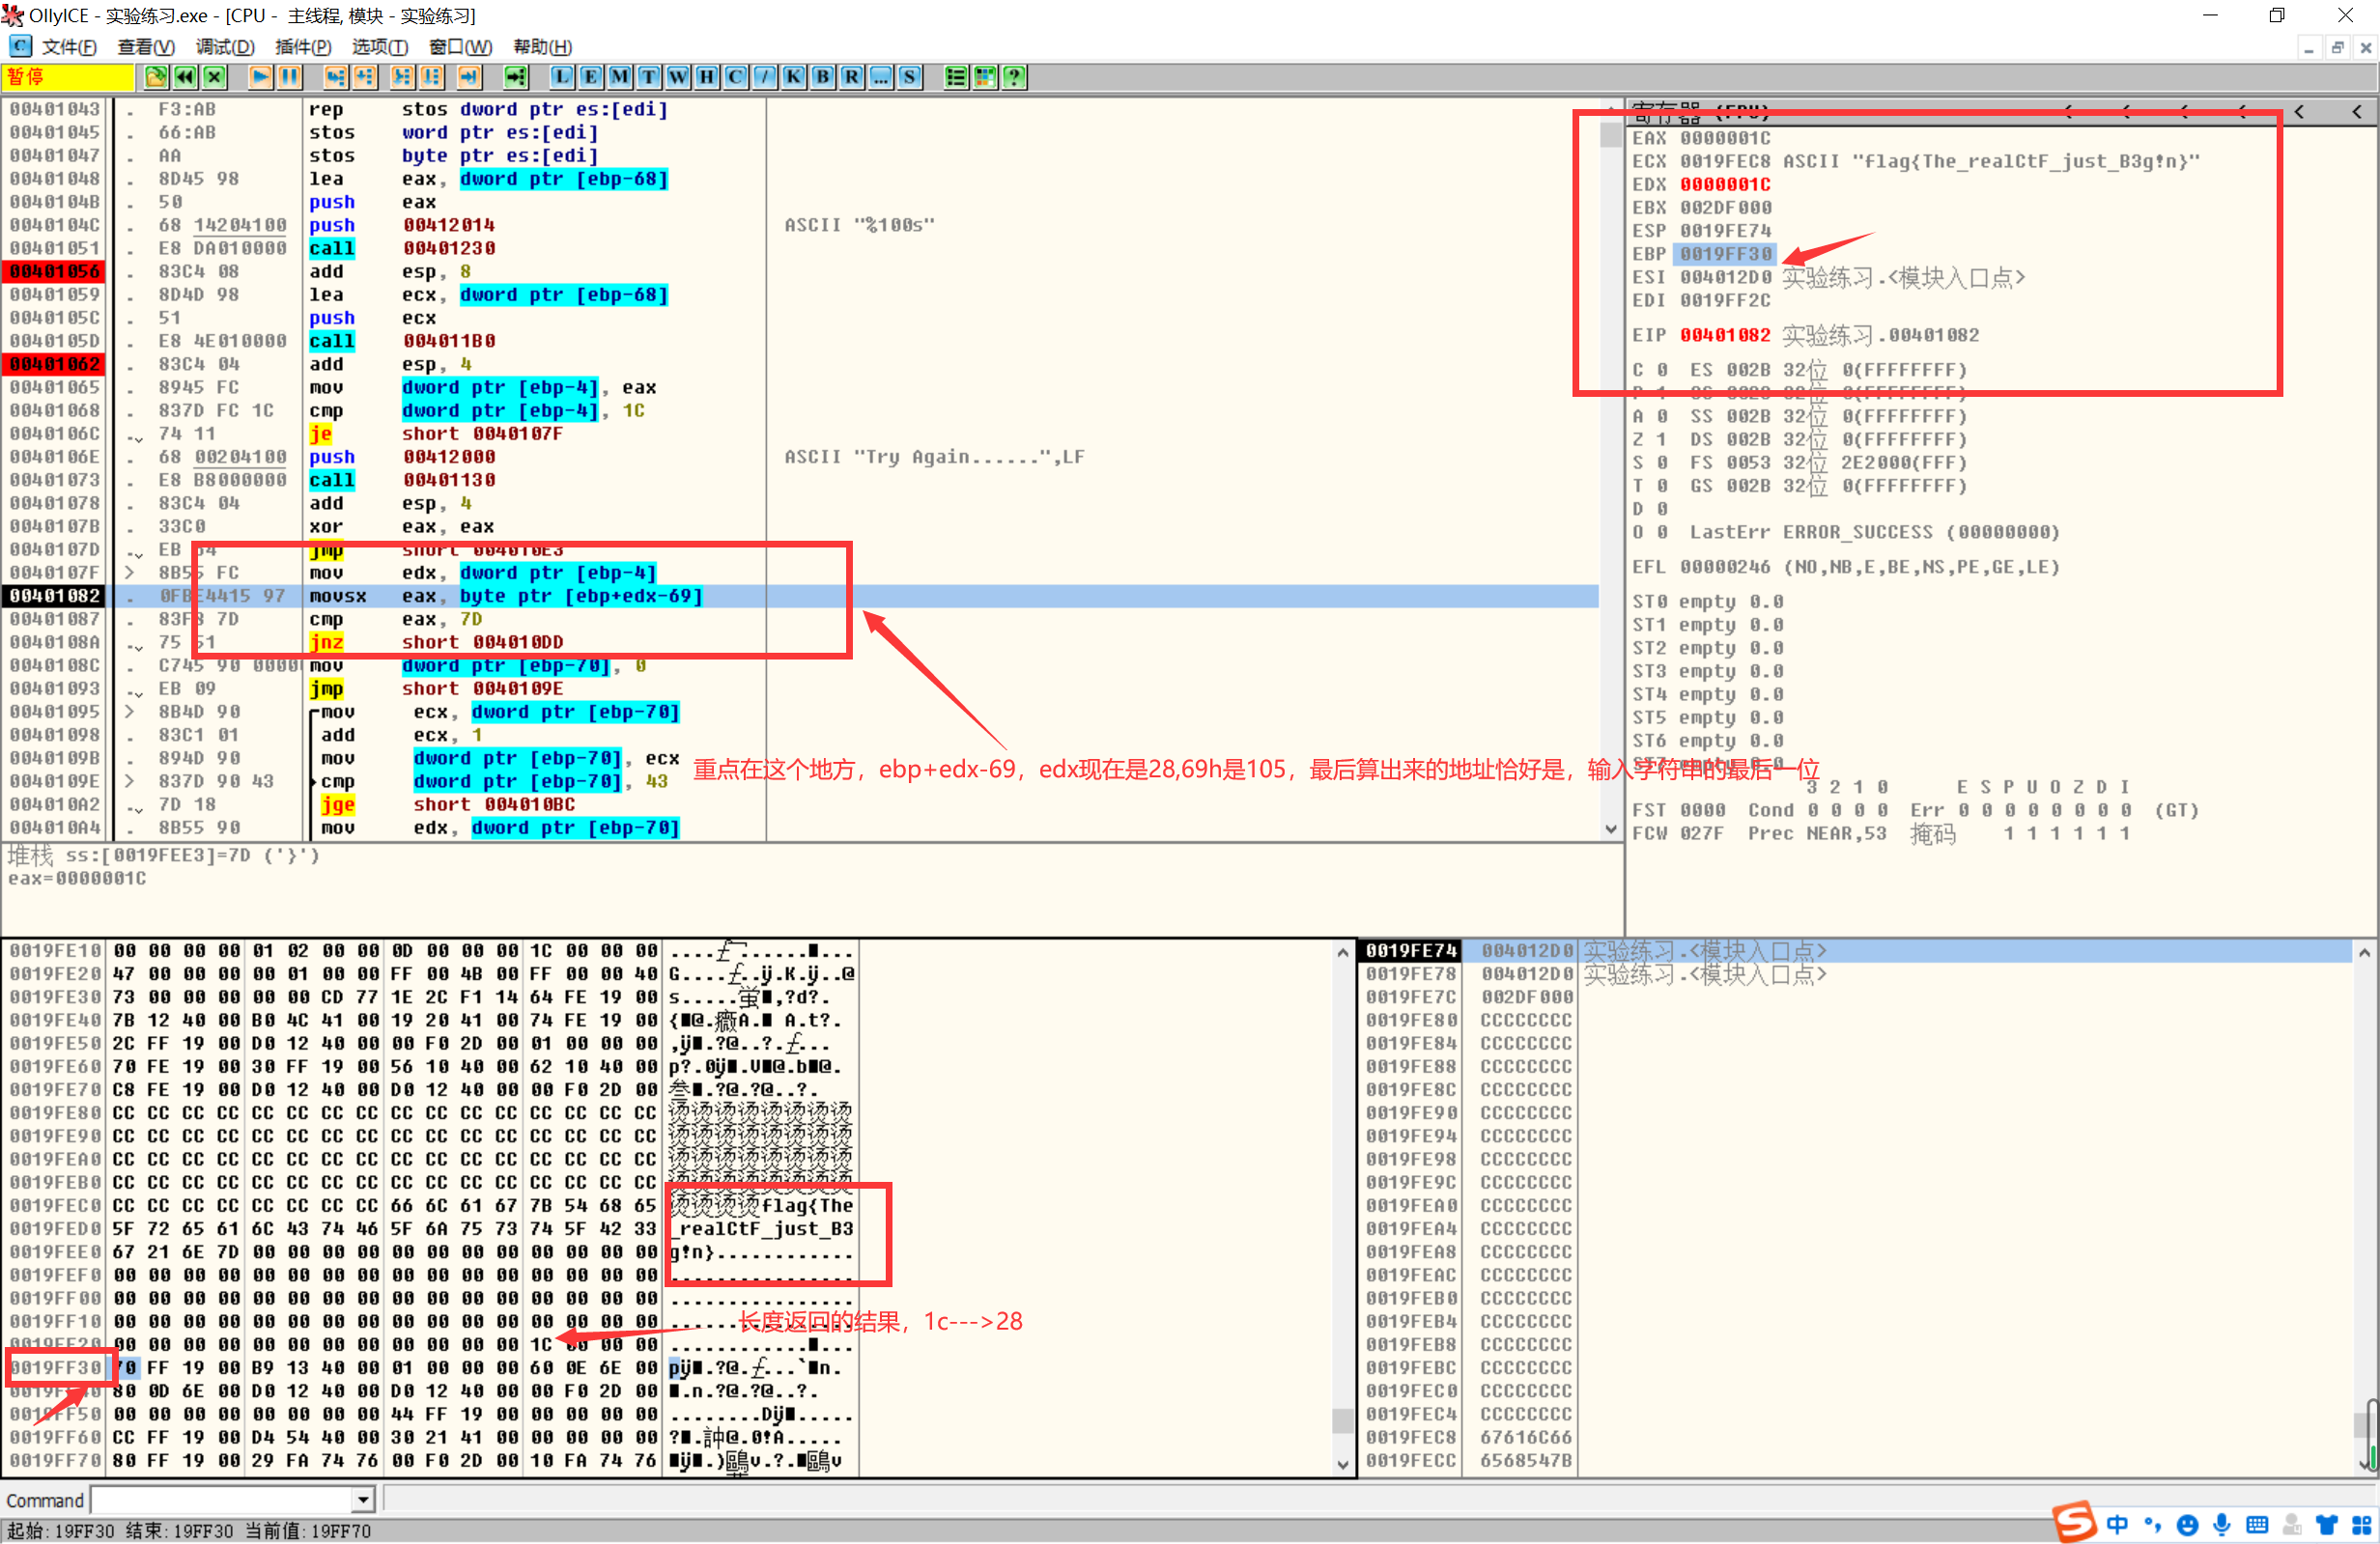 OllyICE - 实验练习.exe - [CPU - 主线程, 模块 - 实验练习]
文件(F) 查看(V) 调试(D) 插件(P) 选项(T) 窗口(W) 帮助(H)
暂停 L E M T W H C / K B R ... S ?
00401043 . F3:AB rep stos dword ptr es:[edi]
00401045 . 66:AB stos word ptr es:[edi]
00401047 . AA stos byte ptr es:[edi]
00401048 . 8D45 98 lea eax, dword ptr [ebp-68]
0040104B . 50 push eax
0040104C . 68 14204100 push 00412014 ASCII "%100s"
00401051 . E8 DA010000 call 00401230
00401056 . 83C4 08 add esp, 8
00401059 . 8D4D 98 lea ecx, dword ptr [ebp-68]
0040105C . 51 push ecx
0040105D . E8 4E010000 call 004011B0
00401062 . 83C4 04 add esp, 4
00401065 . 8945 FC mov dword ptr [ebp-4], eax
00401068 . 837D FC 1C cmp dword ptr [ebp-4], 1C
0040106C . 74 11 je short 0040107F
0040106E . 68 00204100 push 00412000 ASCII "Try Again......",LF
00401073 . E8 B8000000 call 00401130
00401078 . 83C4 04 add esp, 4
0040107B . 33C0 xor eax, eax
0040107D . EB 64 jmp short 004010E3
0040107F > 8B55 FC mov edx, dword ptr [ebp-4]
00401082 . 0FBE4415 97 movsx eax, byte ptr [ebp+edx-69]
00401087 . 83F8 7D cmp eax, 7D
0040108A . 75 51 jnz short 004010DD
0040108C . C745 90 0000 mov dword ptr [ebp-70], 0
00401093 . EB 09 jmp short 0040109E
00401095 > 8B4D 90 mov ecx, dword ptr [ebp-70]
00401098 . 83C1 01 add ecx, 1
0040109B . 894D 90 mov dword ptr [ebp-70], ecx
0040109E > 837D 90 43 cmp dword ptr [ebp-70], 43
004010A2 . 7D 18 jge short 004010BC
004010A4 . 8B55 90 mov edx, dword ptr [ebp-70]
重点在这个地方，ebp+edx-69，edx现在是28,69h是105，最后算出来的地址恰好是，输入字符串的最后一位
堆栈 ss:[0019FEE3]=7D ('}')
eax=0000001C
寄存器 (FPU)
EAX 0000001C
ECX 0019FEC8 ASCII "flag{The_realCtF_just_B3g!n}"
EDX 0000001C
EBX 002DF000
ESP 0019FE74
EBP 0019FF30
ESI 004012D0 实验练习.<模块入口点>
EDI 0019FF2C
EIP 00401082 实验练习.00401082
C 0 ES 002B 32位 0(FFFFFFFF)
A 0 SS 002B 32位 0(FFFFFFFF)
Z 1 DS 002B 32位 0(FFFFFFFF)
S 0 FS 0053 32位 2E2000(FFF)
T 0 GS 002B 32位 0(FFFFFFFF)
D 0
O 0 LastErr ERROR_SUCCESS (00000000)
EFL 00000246 (NO,NB,E,BE,NS,PE,GE,LE)
ST0 empty 0.0
ST1 empty 0.0
ST2 empty 0.0
ST3 empty 0.0
ST4 empty 0.0
ST5 empty 0.0
ST6 empty 0.0
3 2 1 0 E S P U O Z D I
FST 0000 Cond 0 0 0 0 Err 0 0 0 0 0 0 0 0 (GT)
FCW 027F Prec NEAR,53 掩码 1 1 1 1 1 1
0019FE10 00 00 00 00 01 02 00 00 0D 00 00 00 1C 00 00 00
0019FE20 47 00 00 00 00 01 00 00 FF 00 4B 00 FF 00 00 40
0019FE30 73 00 00 00 00 00 CD 77 1E 2C F1 14 64 FE 19 00
0019FE40 7B 12 40 00 B0 4C 41 00 19 20 41 00 74 FE 19 00
0019FE50 2C FF 19 00 D0 12 40 00 00 F0 2D 00 01 00 00 00
0019FE60 70 FE 19 00 30 FF 19 00 56 10 40 00 62 10 40 00
0019FE70 C8 FE 19 00 D0 12 40 00 D0 12 40 00 00 F0 2D 00
0019FE80 CC CC CC CC CC CC CC CC CC CC CC CC CC CC CC CC 烫烫烫烫烫烫烫烫
0019FE90 CC CC CC CC CC CC CC CC CC CC CC CC CC CC CC CC 烫烫烫烫烫烫烫烫
0019FEA0 CC CC CC CC CC CC CC CC CC CC CC CC CC CC CC CC 烫烫烫烫烫烫烫烫
0019FEB0 CC CC CC CC CC CC CC CC CC CC CC CC CC CC CC CC 烫烫烫烫烫烫烫烫
0019FEC0 CC CC CC CC CC CC CC CC 66 6C 61 67 7B 54 68 65 烫烫烫烫flag{The
0019FED0 5F 72 65 61 6C 43 74 46 5F 6A 75 73 74 5F 42 33 _realCtF_just_B3
0019FEE0 67 21 6E 7D 00 00 00 00 00 00 00 00 00 00 00 00 g!n}............
0019FEF0 00 00 00 00 00 00 00 00 00 00 00 00 00 00 00 00 ................
0019FF00 00 00 00 00 00 00 00 00 00 00 00 00 00 00 00 00 ................
0019FF10 00 00 00 00 00 00 00 00 00 00 00 00 00 00 00 00
长度返回的结果，1c--->28
0019FF20 00 00 00 00 00 00 00 00 00 00 00 00 1C 00 00 00
0019FF30 70 FF 19 00 B9 13 40 00 01 00 00 00 60 0E 6E 00
0019FF40 80 0D 6E 00 D0 12 40 00 D0 12 40 00 00 F0 2D 00
0019FF50 00 00 00 00 00 00 00 00 44 FF 19 00 00 00 00 00
0019FF60 CC FF 19 00 D4 54 40 00 30 21 41 00 00 00 00 00
0019FF70 80 FF 19 00 29 FA 74 76 00 F0 2D 00 10 FA 74 76
0019FE74 004012D0 实验练习.<模块入口点>
0019FE78 004012D0 实验练习.<模块入口点>
0019FE7C 002DF000
0019FE80 CCCCCCCC
0019FE84 CCCCCCCC
0019FE88 CCCCCCCC
0019FE8C CCCCCCCC
0019FE90 CCCCCCCC
0019FE94 CCCCCCCC
0019FE98 CCCCCCCC
0019FE9C CCCCCCCC
0019FEA0 CCCCCCCC
0019FEA4 CCCCCCCC
0019FEA8 CCCCCCCC
0019FEAC CCCCCCCC
0019FEB0 CCCCCCCC
0019FEB4 CCCCCCCC
0019FEB8 CCCCCCCC
0019FEBC CCCCCCCC
0019FEC0 CCCCCCCC
0019FEC4 CCCCCCCC
0019FEC8 67616C66
0019FECC 6568547B
Command
起始:19FF30 结束:19FF30 当前值:19FF70
中